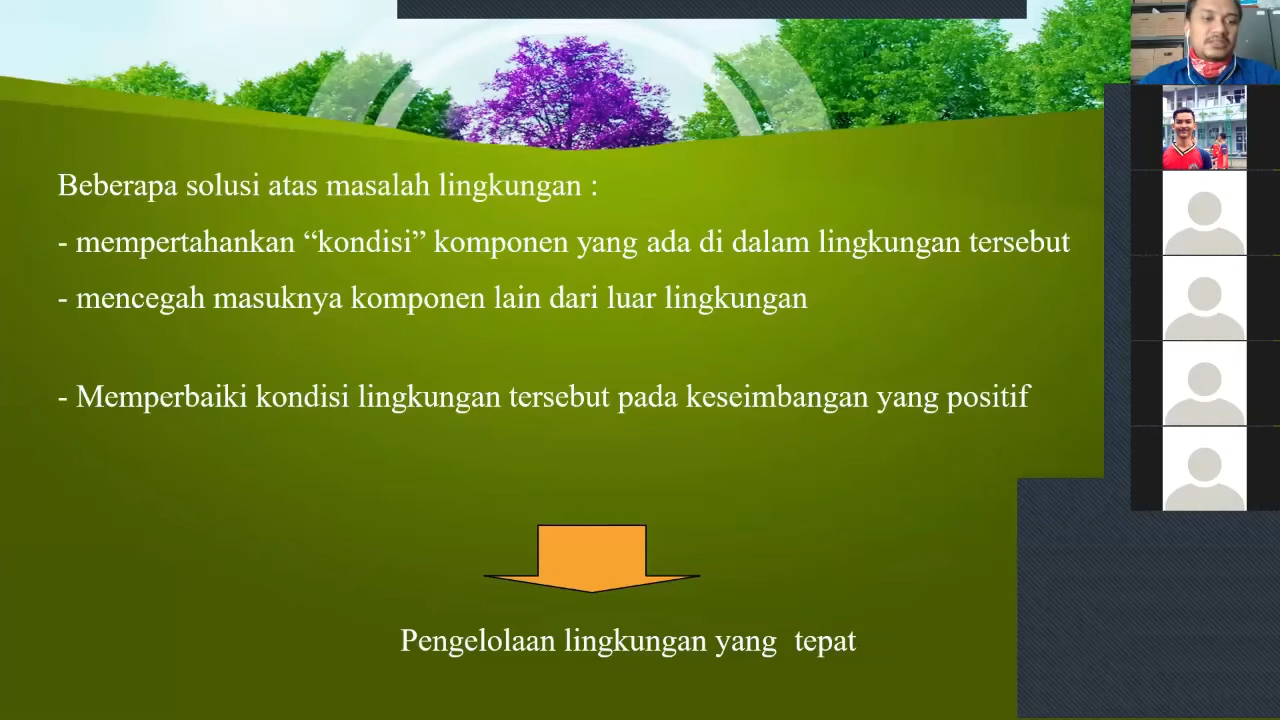 Beberapa solusi atas masalah lingkungan :
- mempertahankan “kondisi” komponen yang ada di dalam lingkungan tersebut
- mencegah masuknya komponen lain dari luar lingkungan
- Memperbaiki kondisi lingkungan tersebut pada keseimbangan yang positif
Pengelolaan lingkungan yang  tepat